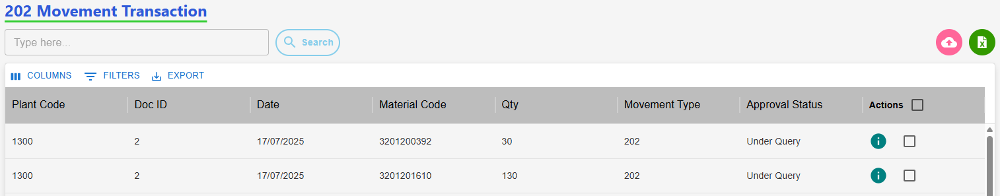 202 Movement Transaction
Type here...
Search
COLUMNS FILTERS EXPORT
Plant Code Doc ID Date Material Code Qty Movement Type Approval Status Actions
1300 2 17/07/2025 3201200392 30 202 Under Query
1300 2 17/07/2025 3201201610 130 202 Under Query